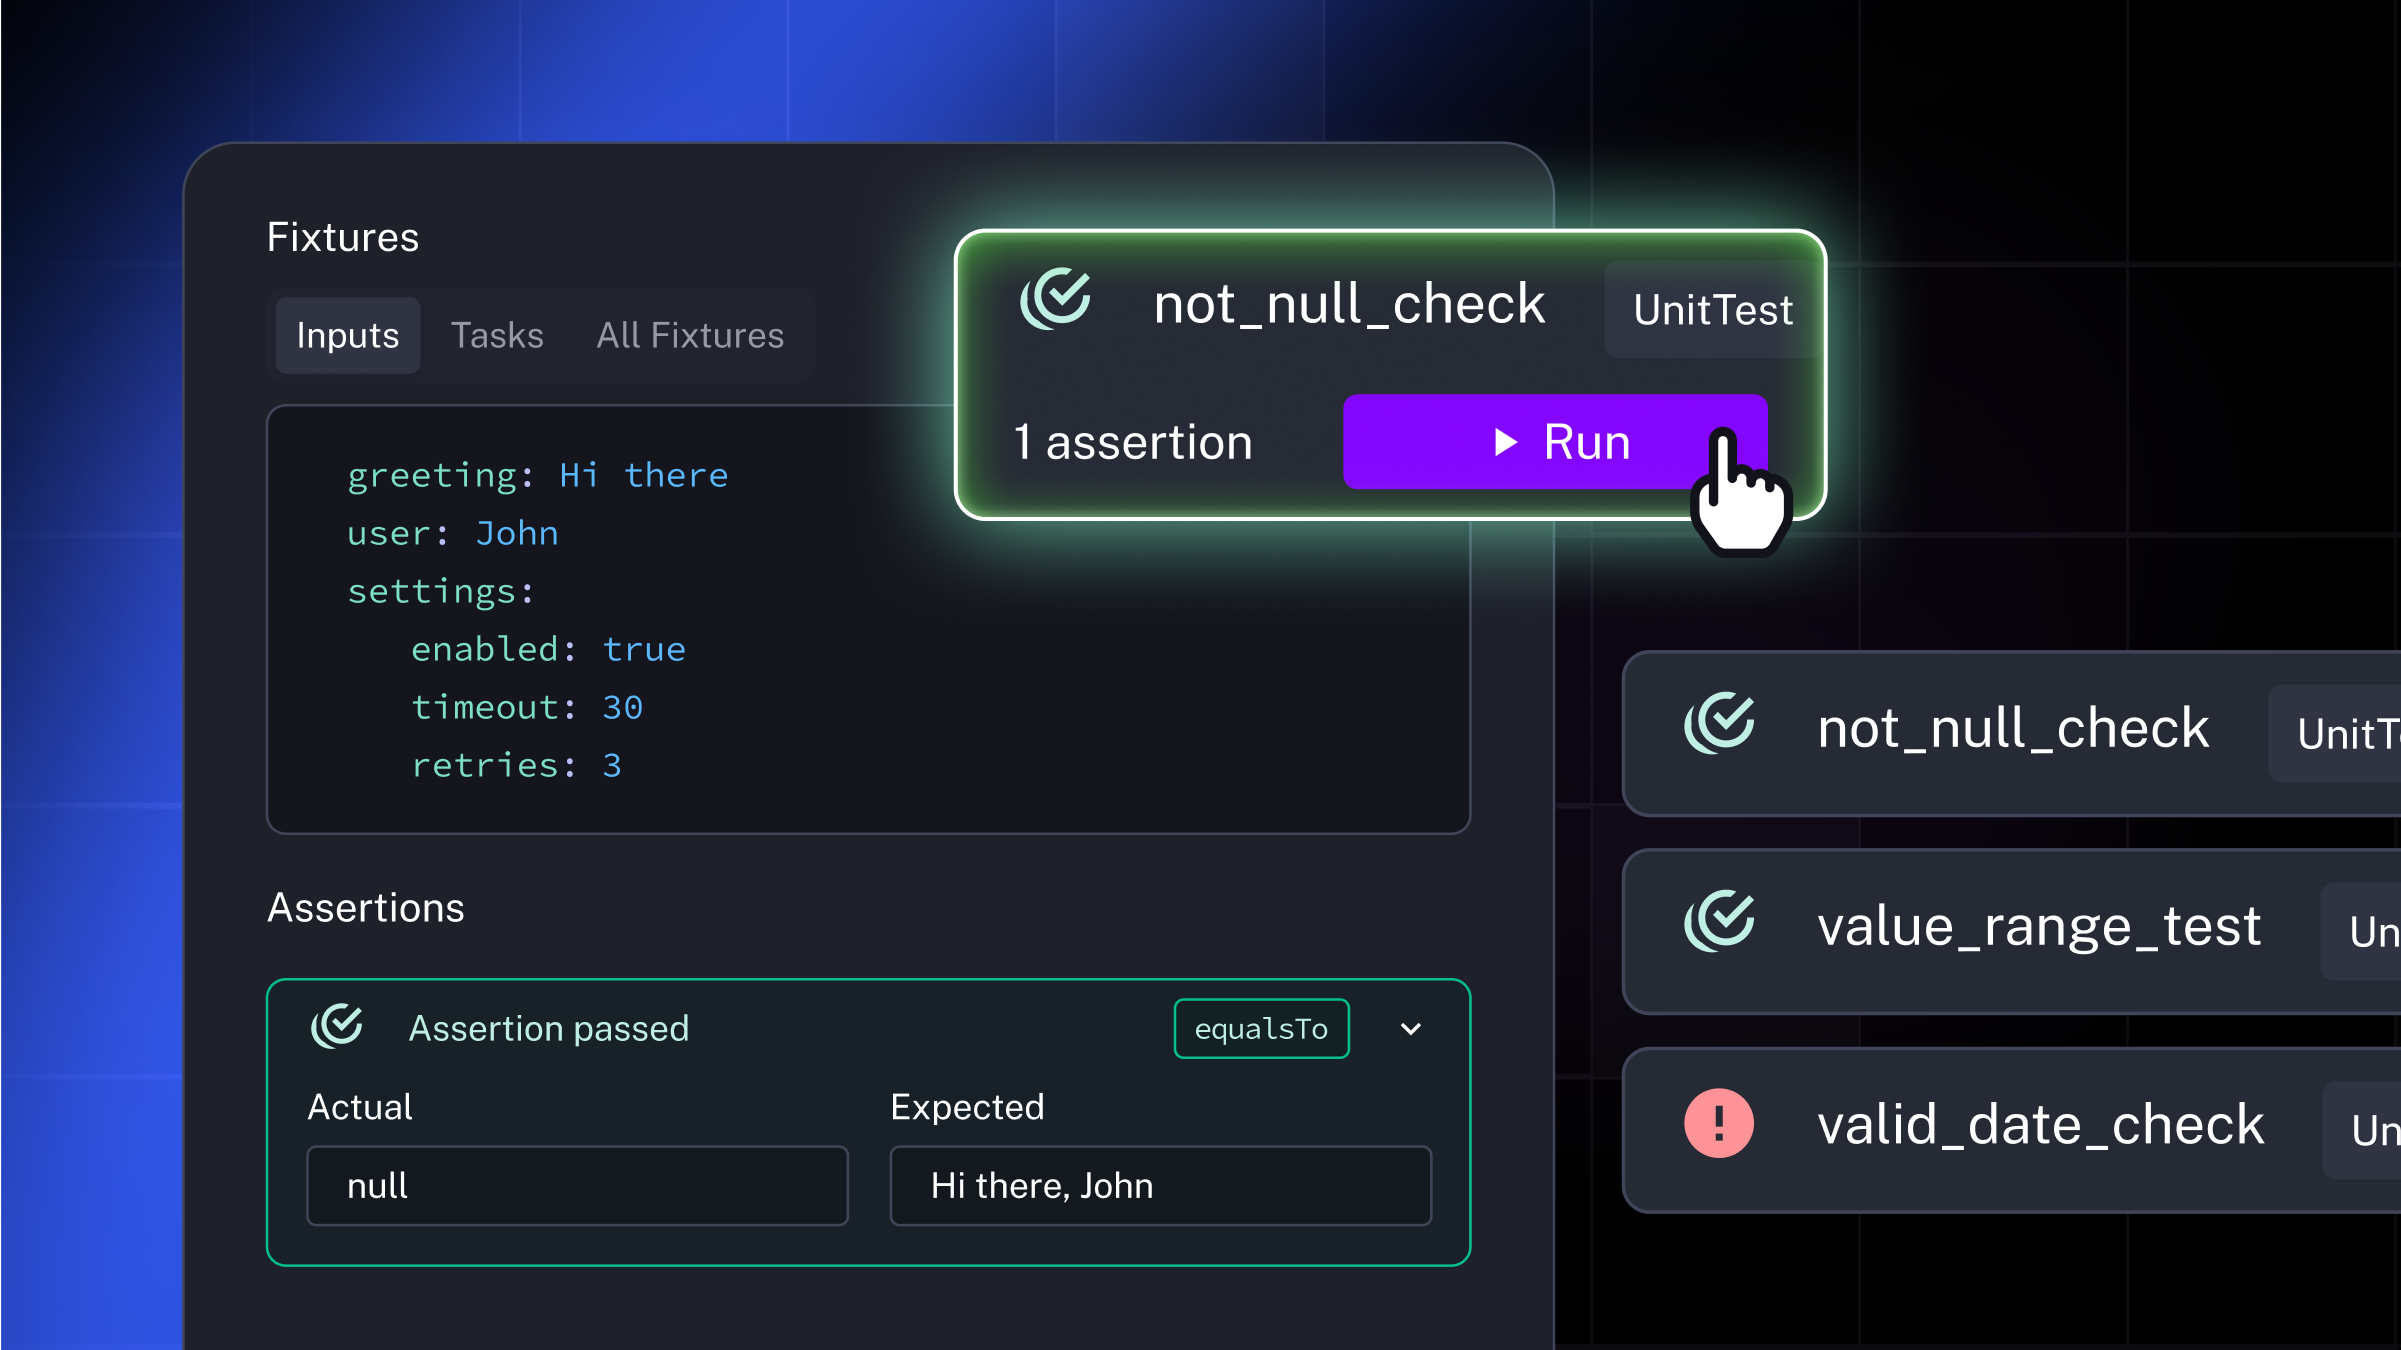 Fixtures
Inputs Tasks All Fixtures
greeting: Hi there
user: John
settings:
enabled: true
timeout: 30
retries: 3
Assertions
Assertion passed equalsTo
Actual Expected
null Hi there, John
not_null_check UnitTest
1 assertion Run
not_null_check UnitT
value_range_test Un
valid_date_check Un